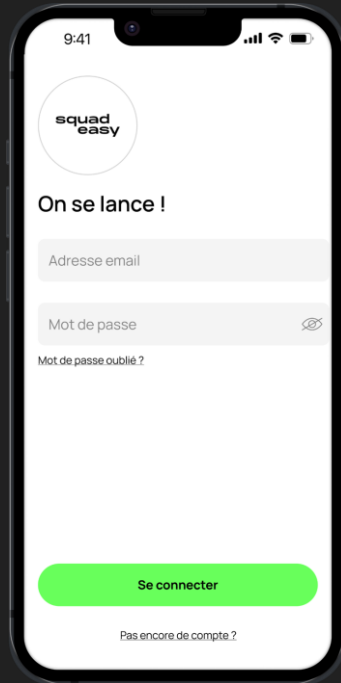 9:41
squad
easy
On se lance !
Adresse email
Mot de passe
Mot de passe oublié ?
Se connecter
Pas encore de compte ?